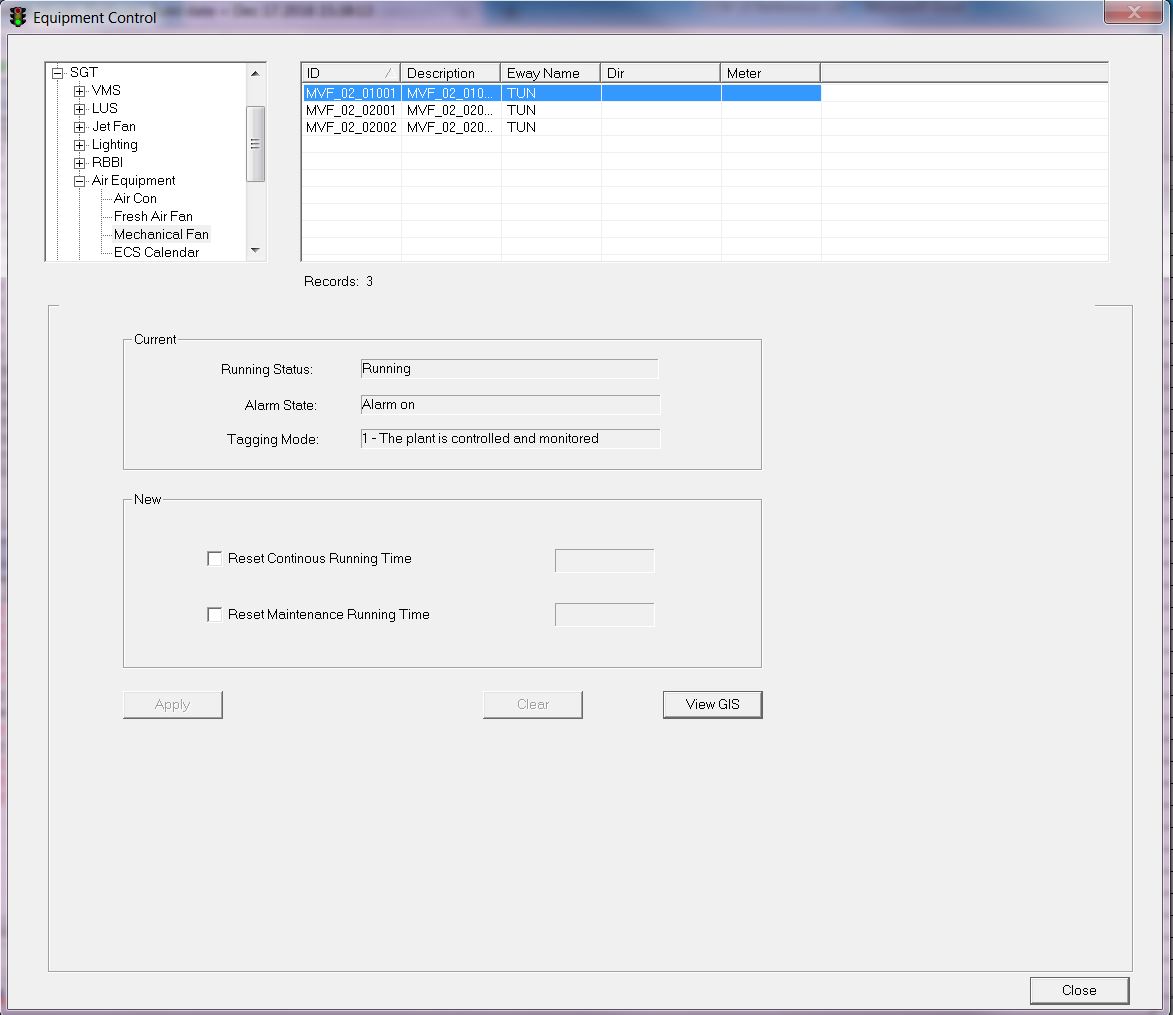 Equipment Control
SGT
VMS
LUS
Jet Fan
Lighting
RBBI
Air Equipment
Air Con
Fresh Air Fan
Mechanical Fan
ECS Calendar
ID Description Eway Name Dir Meter
MVF_02_01001 MVF_02_010... TUN
MVF_02_02001 MVF_02_020... TUN
MVF_02_02002 MVF_02_020... TUN
Records: 3
Current
Running Status: Running
Alarm State: Alarm on
Tagging Mode: 1 - The plant is controlled and monitored
New
Reset Continous Running Time
Reset Maintenance Running Time
Apply Clear View GIS
Close